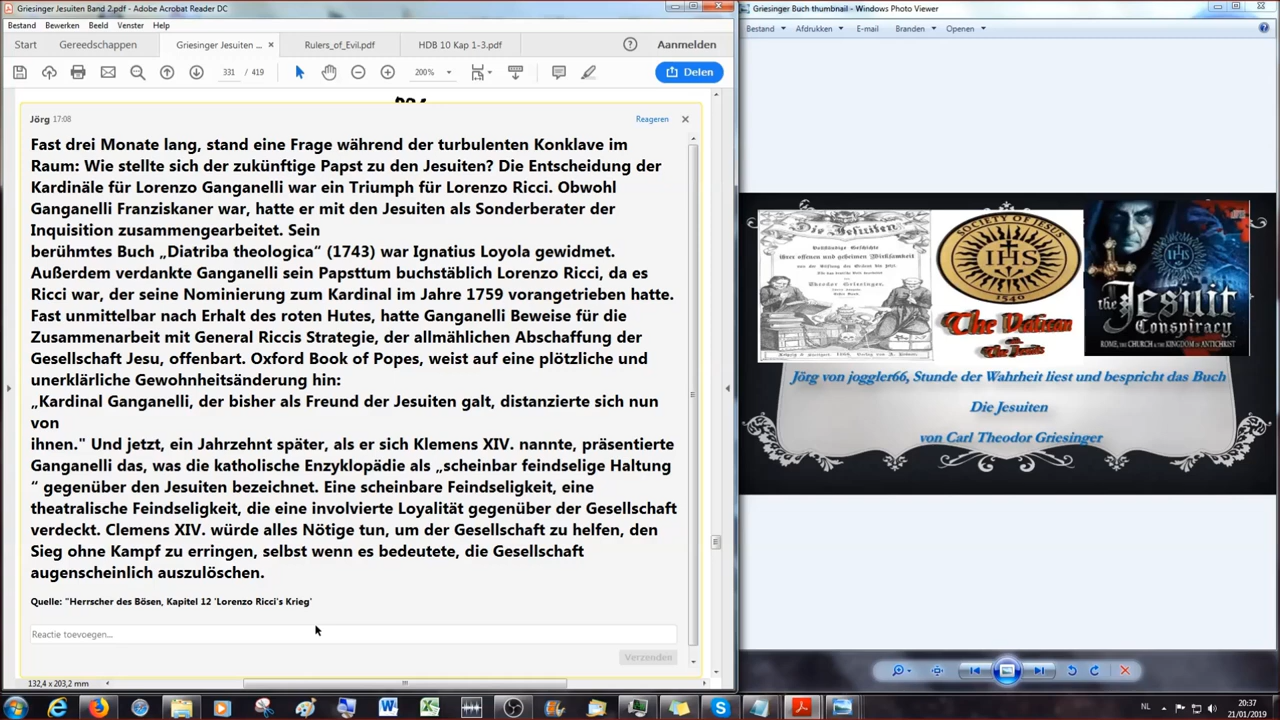 Griesinger Jesuiten Band 2.pdf - Adobe Acrobat Reader DC
Bestand Bewerken Beeld Venster Help
Start Gereedschappen Griesinger Jesuiten ... × Rulers_of_Evil.pdf HDB 10 Kap 1-3.pdf Aanmelden
331 / 419 200% Delen
Jörg 17:08 Reageren
Fast drei Monate lang, stand eine Frage während der turbulenten Konklave im
Raum: Wie stellte sich der zukünftige Papst zu den Jesuiten? Die Entscheidung der
Kardinäle für Lorenzo Ganganelli war ein Triumph für Lorenzo Ricci. Obwohl
Ganganelli Franziskaner war, hatte er mit den Jesuiten als Sonderberater der
Inquisition zusammengearbeitet. Sein
berühmtes Buch „Diatriba theologica“ (1743) war Ignatius Loyola gewidmet.
Außerdem verdankte Ganganelli sein Papsttum buchstäblich Lorenzo Ricci, da es
Ricci war, der seine Nominierung zum Kardinal im Jahre 1759 vorangetrieben hatte.
Fast unmittelbar nach Erhalt des roten Hutes, hatte Ganganelli Beweise für die
Zusammenarbeit mit General Riccis Strategie, der allmählichen Abschaffung der
Gesellschaft Jesu, offenbart. Oxford Book of Popes, weist auf eine plötzliche und
unerklärliche Gewohnheitsänderung hin:
„Kardinal Ganganelli, der bisher als Freund der Jesuiten galt, distanzierte sich nun
von
ihnen." Und jetzt, ein Jahrzehnt später, als er sich Klemens XIV. nannte, präsentierte
Ganganelli das, was die katholische Enzyklopädie als „scheinbar feindselige Haltung
“ gegenüber den Jesuiten bezeichnet. Eine scheinbare Feindseligkeit, eine
theatralische Feindseligkeit, die eine involvierte Loyalität gegenüber der Gesellschaft
verdeckt. Clemens XIV. würde alles Nötige tun, um der Gesellschaft zu helfen, den
Sieg ohne Kampf zu erringen, selbst wenn es bedeutete, die Gesellschaft
augenscheinlich auszulöschen.
Quelle: "Herrscher des Bösen, Kapitel 12 'Lorenzo Ricci's Krieg'
Reactie toevoegen...
Verzenden
132,4 x 203,2 mm
Griesinger Buch thumbnail - Windows Photo Viewer
Bestand Afdrukken E-mail Branden Openen
Die Jesuiten
SOCIETY OF JESUS
IHS
1540
The Vatican
the Jesuits
the Jesuit
Conspiracy
ROME, THE CHURCH & THE KINGDOM OF ANTICHRIST
Jörg von joggler66, Stunde der Wahrheit liest und bespricht das Buch
Die Jesuiten
von Carl Theodor Griesinger
NL 20:37
21/01/2019